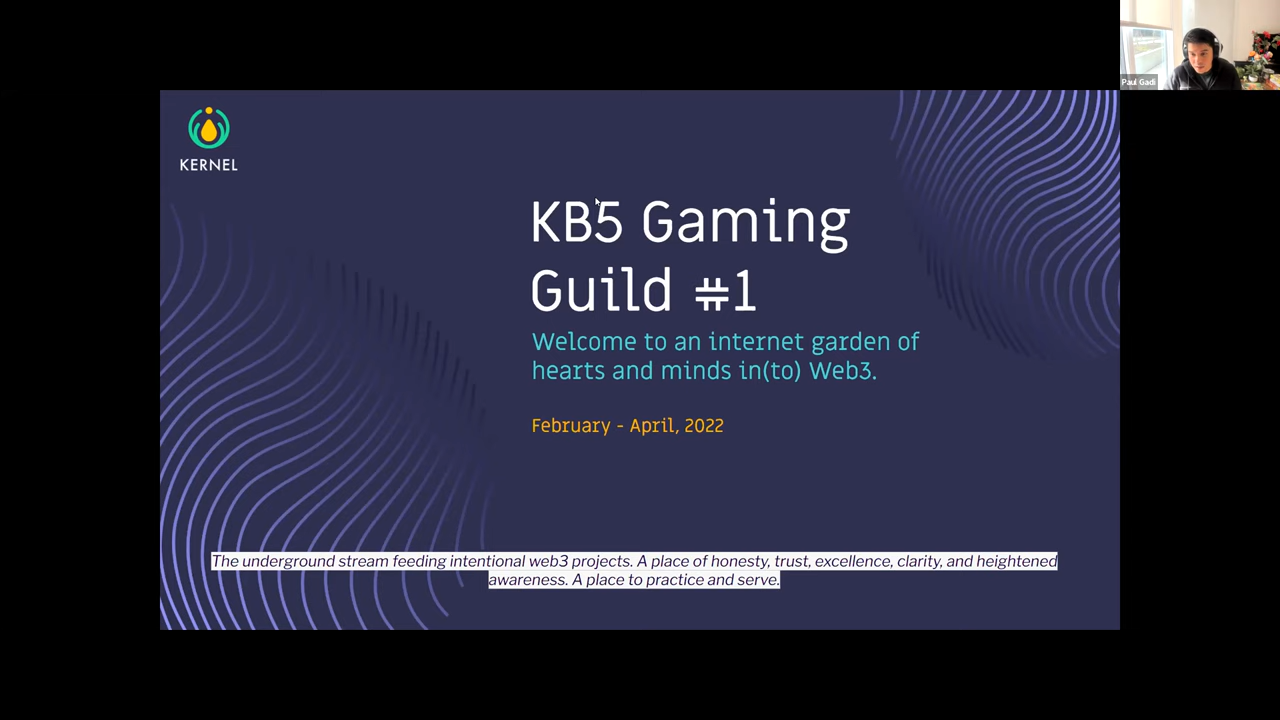 Paul Gadi
KERNEL
KB5 Gaming
Guild #1
Welcome to an internet garden of
hearts and minds in(to) Web3.
February - April, 2022
The underground stream feeding intentional web3 projects. A place of honesty, trust, excellence, clarity, and heightened
awareness. A place to practice and serve.